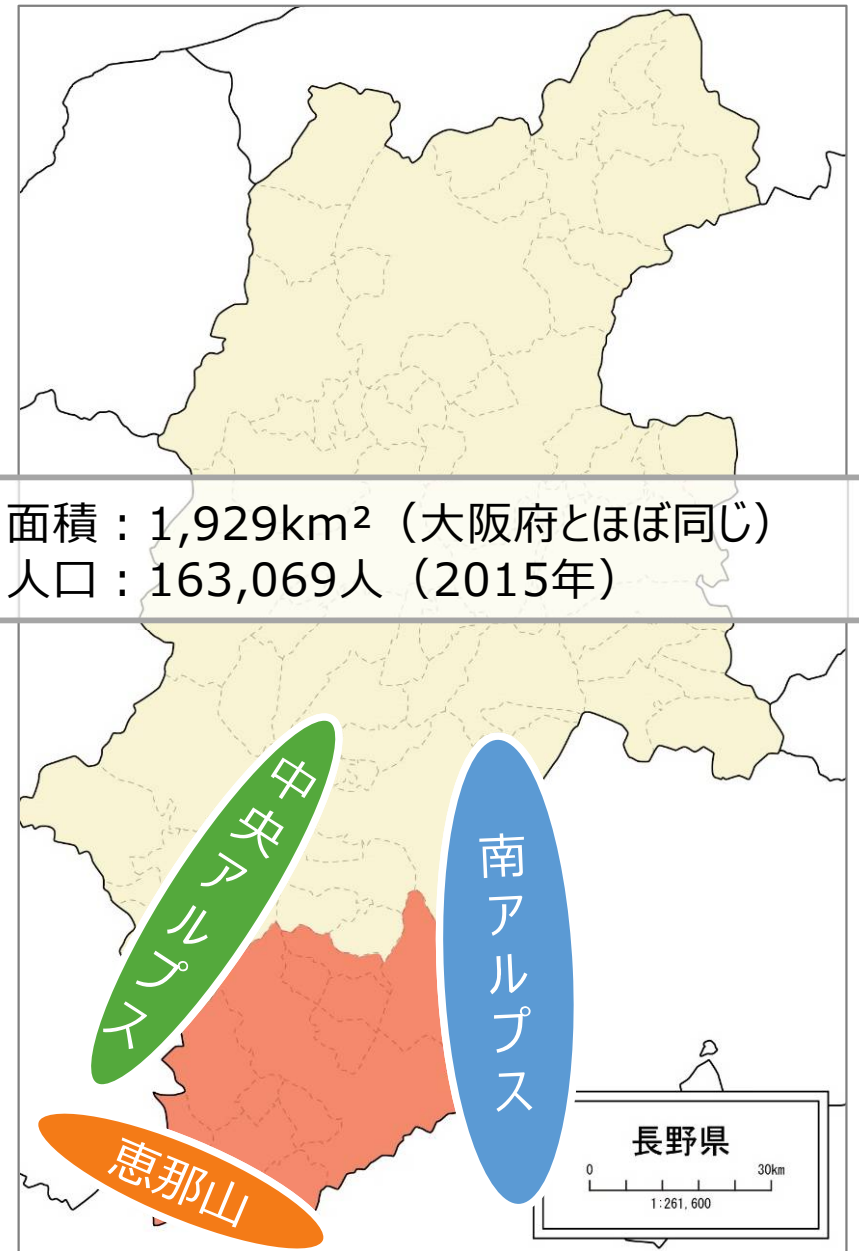 面積：1,929km²（大阪府とほぼ同じ）
人口：163,069人（2015年）
中央アルプス
南アルプス
恵那山
長野県
0 30km
1:261,600